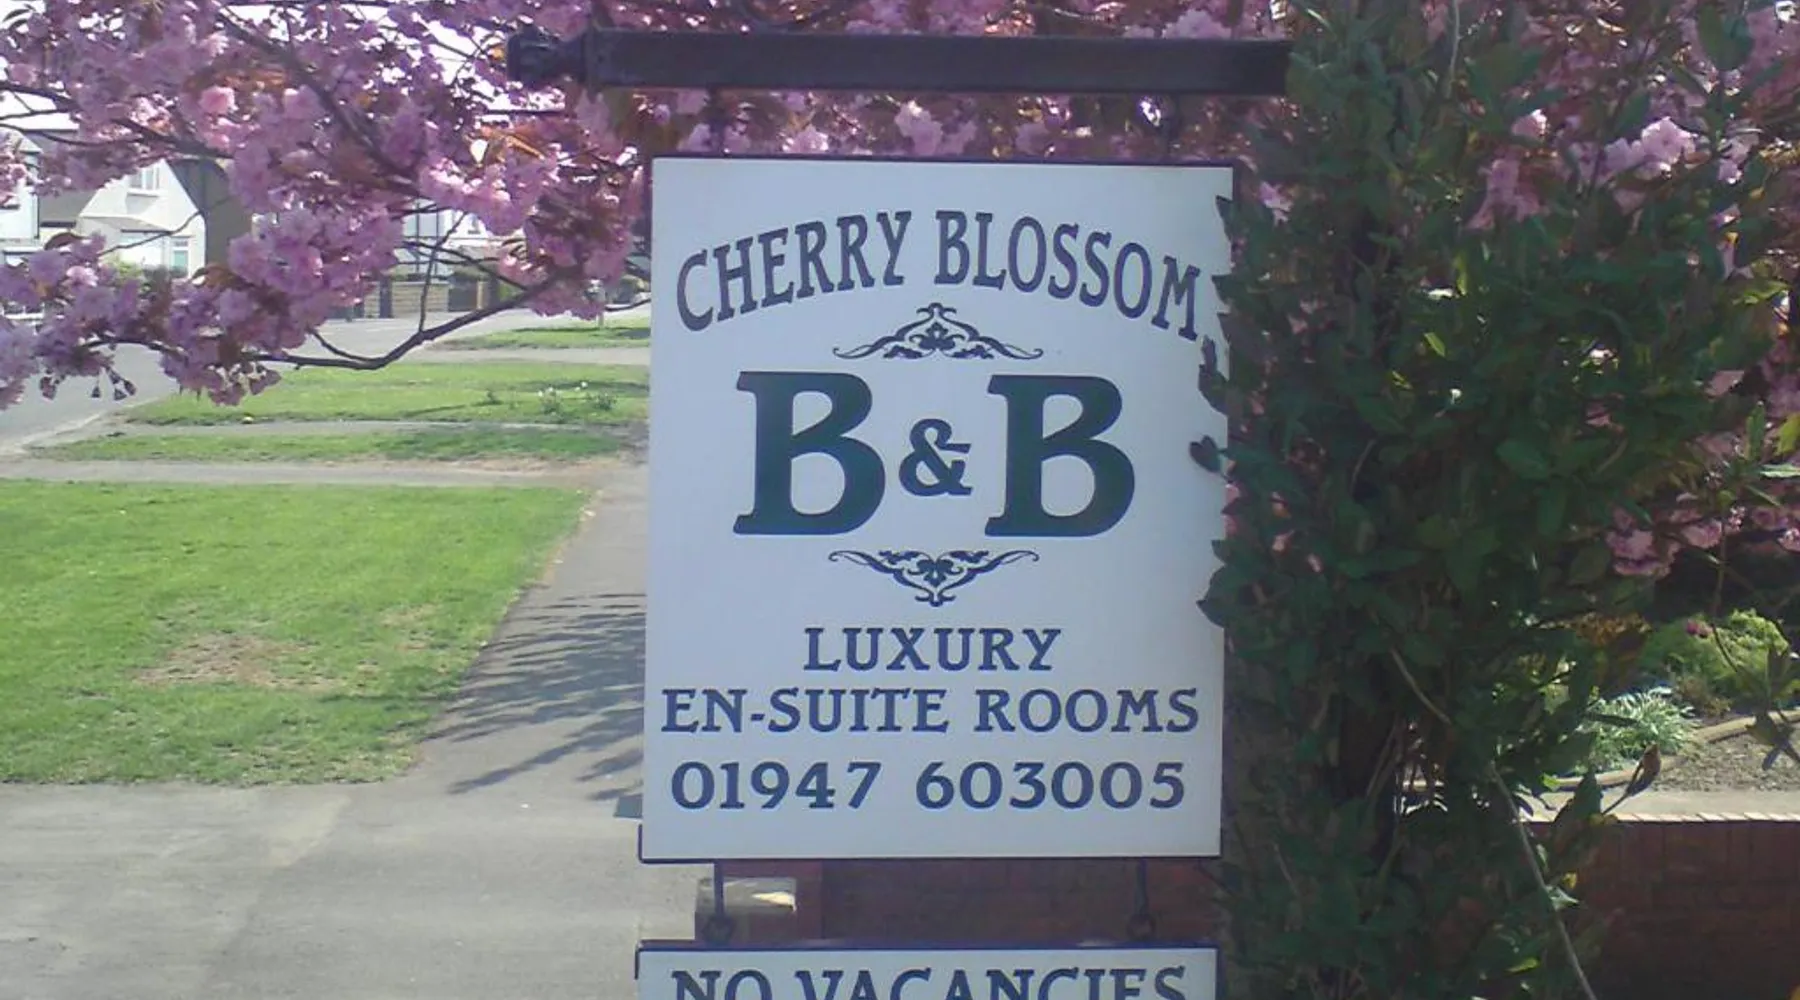 CHERRY BLOSSOM
B&B
LUXURY
EN-SUITE ROOMS
01947 603005
NO VACANCIES